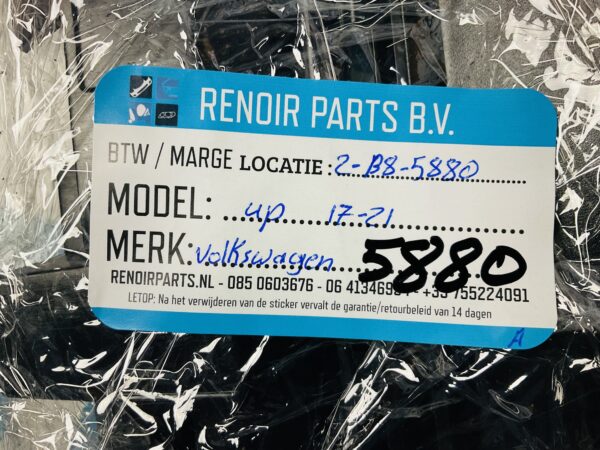 RENOIR PARTS B.V.
BTW / MARGE LOCATIE: 2-B8-5880
MODEL: up 17-21
MERK: Volkswagen 5880
RENOIRPARTS.NL - 085 0603676 - 06 +33 755224091
LETOP: Na het verwijderen van de sticker vervalt de garantie/retourbeleid van 14 dagen
A